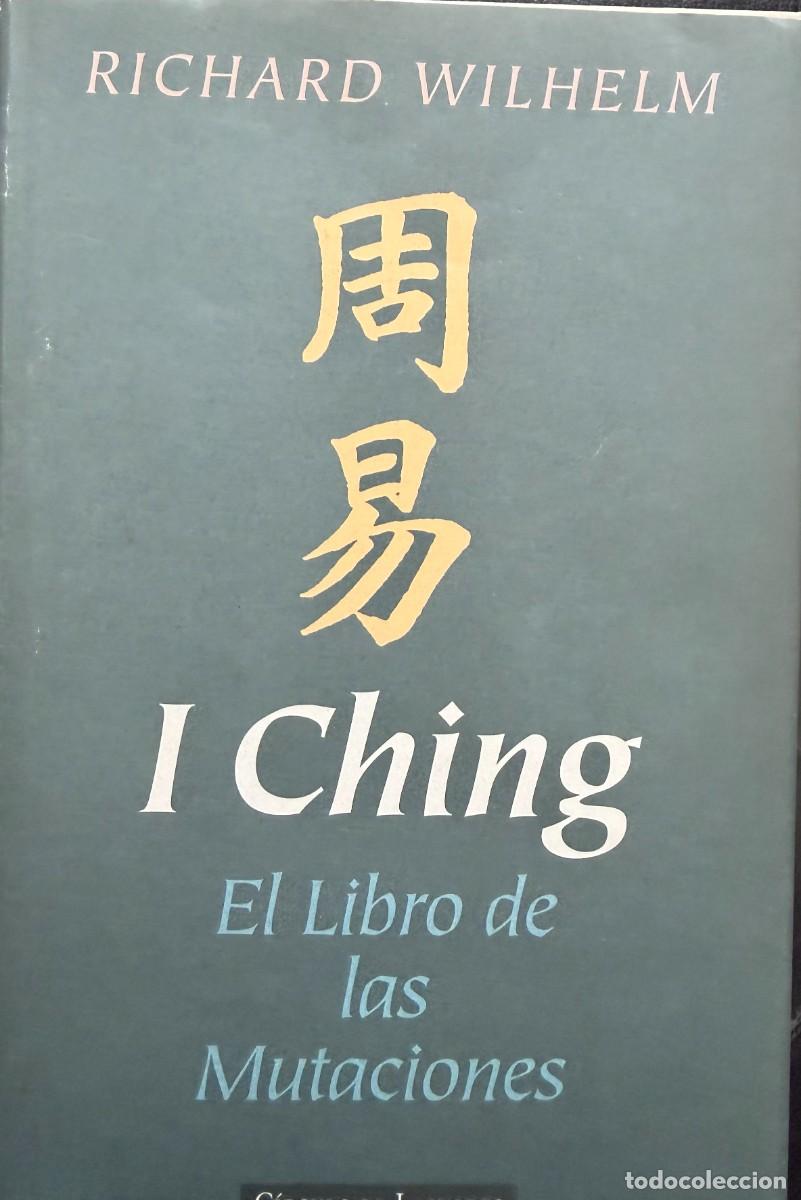 RICHARD WILHELM
周
易
I Ching
El Libro de
las
Mutaciones
todocoleccion